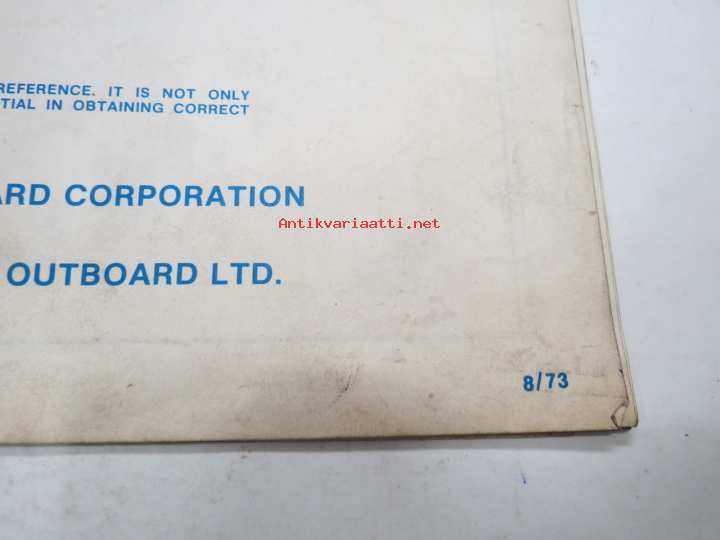 REFERENCE. IT IS NOT ONLY
TIAL IN OBTAINING CORRECT
ARD CORPORATION
Antikvariaatti.net
OUTBOARD LTD.
8/73